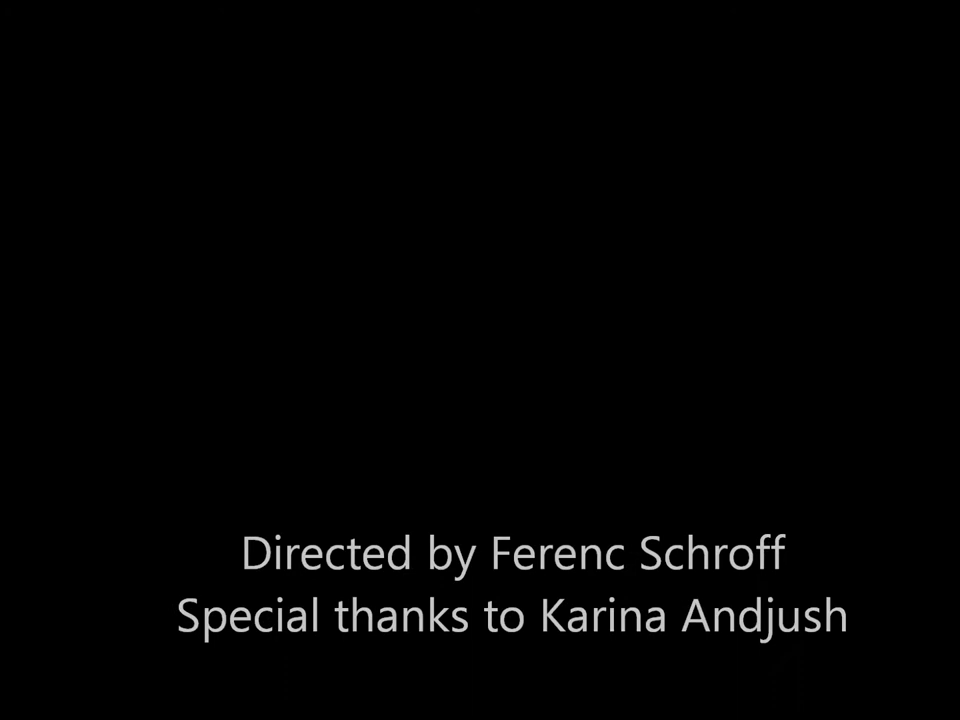 Directed by Ferenc Schroff
Special thanks to Karina Andjush